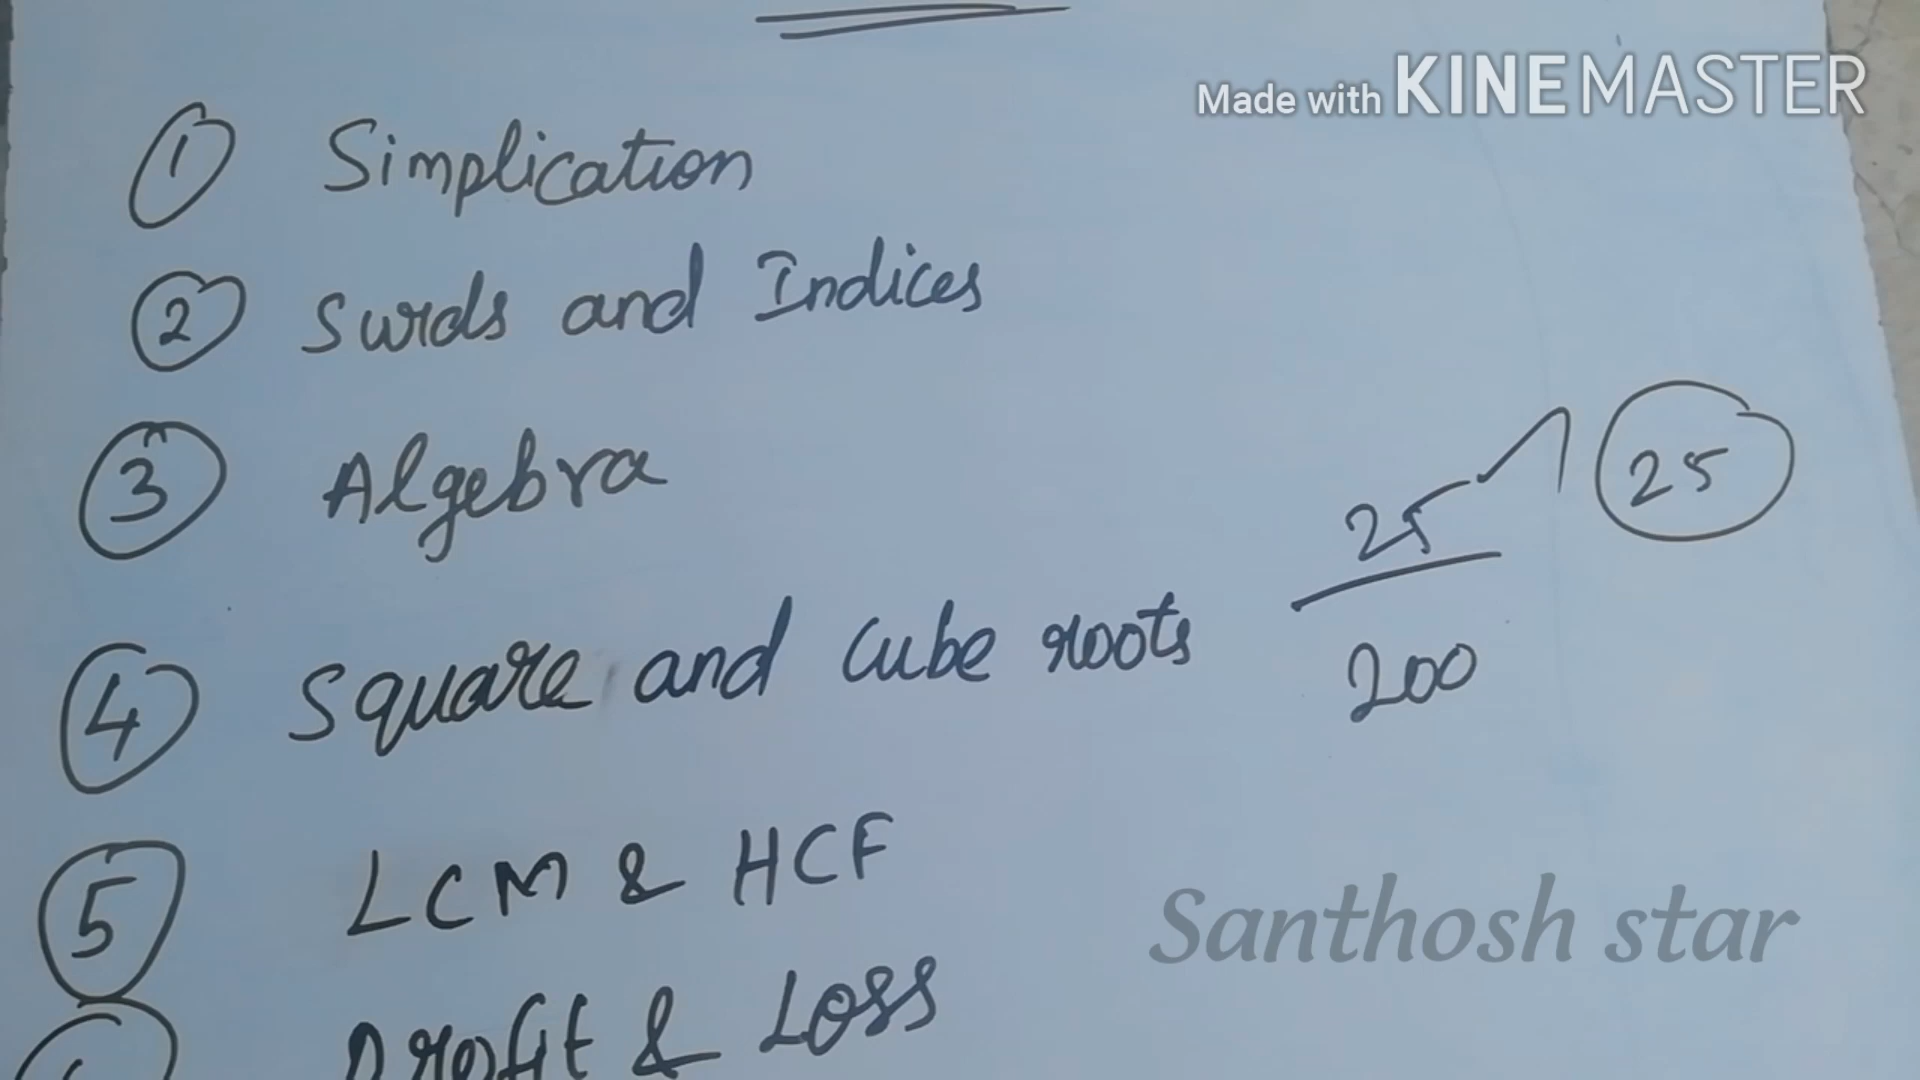 Made with KINEMASTER
1 Simplication
2 Surds and Indices
3 Algebra
25
25
200
4 Square and Cube roots
5 LCM & HCF
Santhosh star
Profit & Loss